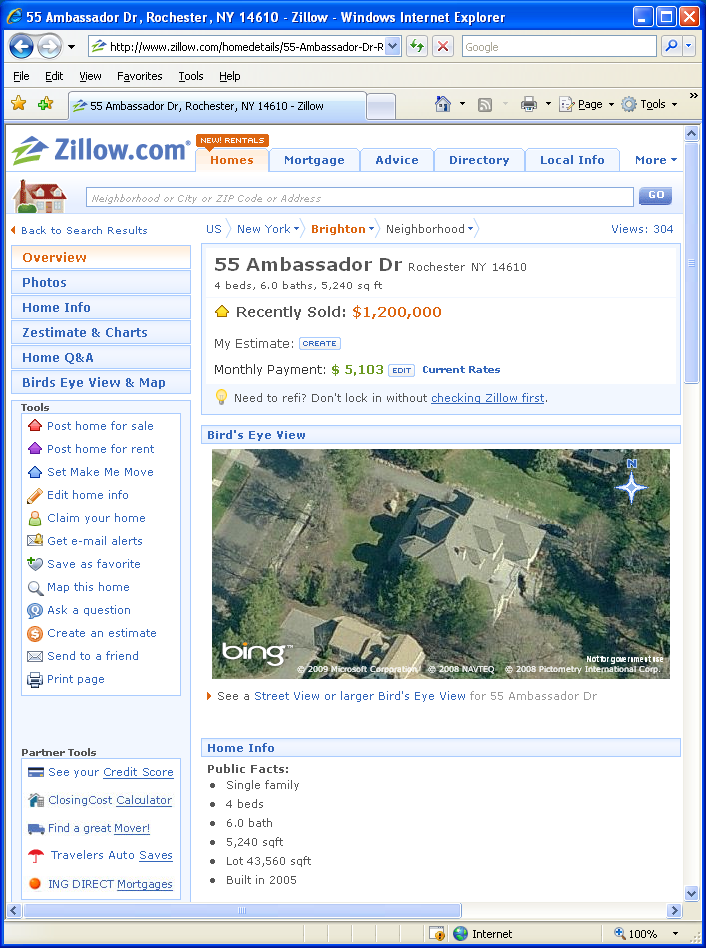 55 Ambassador Dr, Rochester, NY 14610 - Zillow - Windows Internet Explorer
http://www.zillow.com/homedetails/55-Ambassador-Dr-R
Google
File Edit View Favorites Tools Help
55 Ambassador Dr, Rochester, NY 14610 - Zillow
Page Tools »
NEW! RENTALS
Zillow.com®
Homes Mortgage Advice Directory Local Info More
Neighborhood or City or ZIP Code or Address
GO
Back to Search Results
US New York Brighton Neighborhood Views: 304
Overview
Photos
Home Info
Zestimate & Charts
Home Q&A
Birds Eye View & Map
Tools
Post home for sale
Post home for rent
Set Make Me Move
Edit home info
Claim your home
Get e-mail alerts
Save as favorite
Map this home
Ask a question
Create an estimate
Send to a friend
Print page
Partner Tools
See your Credit Score
ClosingCost Calculator
Find a great Mover!
Travelers Auto Saves
ING DIRECT Mortgages
55 Ambassador Dr Rochester NY 14610
4 beds, 6.0 baths, 5,240 sq ft
Recently Sold: $1,200,000
My Estimate: CREATE
Monthly Payment: $ 5,103 EDIT Current Rates
Need to refi? Don't lock in without checking Zillow first.
Bird's Eye View
N
bing™
Not for government use
© 2009 Microsoft Corporation © 2008 NAVTEQ © 2008 Pictometry International Corp.
See a Street View or larger Bird's Eye View for 55 Ambassador Dr
Home Info
Public Facts:
• Single family
• 4 beds
• 6.0 bath
• 5,240 sqft
• Lot 43,560 sqft
• Built in 2005
Internet 100%